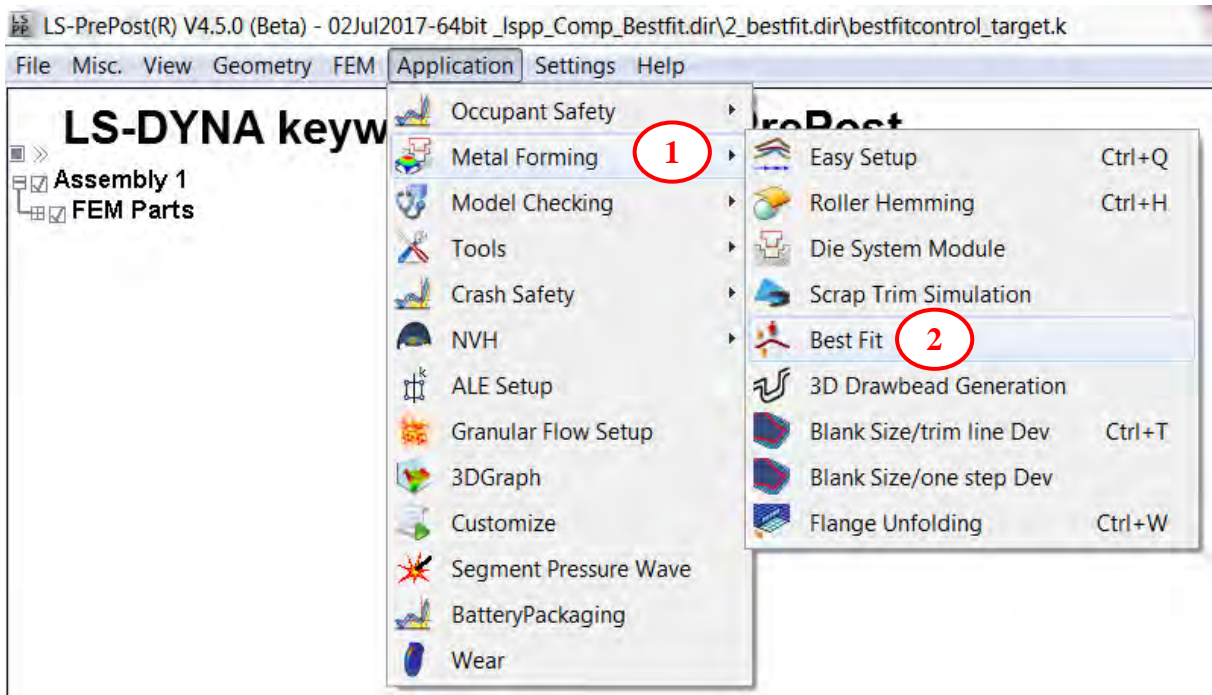 LS-PrePost(R) V4.5.0 (Beta) - 02Jul2017-64bit _lspp_Comp_Bestfit.dir\2_bestfit.dir\bestfitcontrol_target.k
File Misc. View Geometry FEM Application Settings Help
LS-DYNA keyw
rePost
Assembly 1
FEM Parts
Occupant Safety
Metal Forming 1
Model Checking
Tools
Crash Safety
NVH
ALE Setup
Granular Flow Setup
3DGraph
Customize
Segment Pressure Wave
BatteryPackaging
Wear
Easy Setup Ctrl+Q
Roller Hemming Ctrl+H
Die System Module
Scrap Trim Simulation
Best Fit 2
3D Drawbead Generation
Blank Size/trim line Dev Ctrl+T
Blank Size/one step Dev
Flange Unfolding Ctrl+W